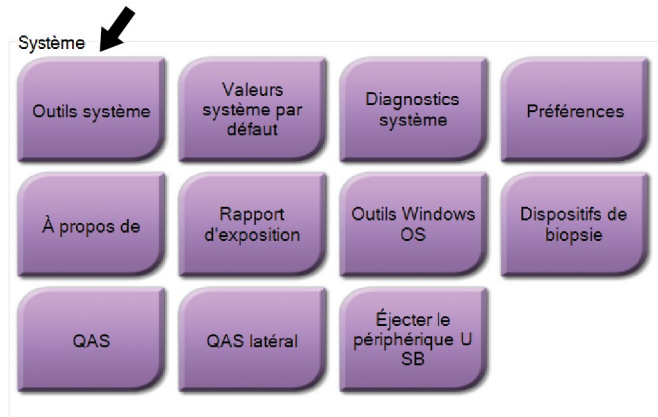 Système
Outils système
Valeurs
système par
défaut
Diagnostics
système
Préférences
À propos de
Rapport
d'exposition
Outils Windows
OS
Dispositifs de
biopsie
QAS
QAS latéral
Éjecter le
périphérique U
SB